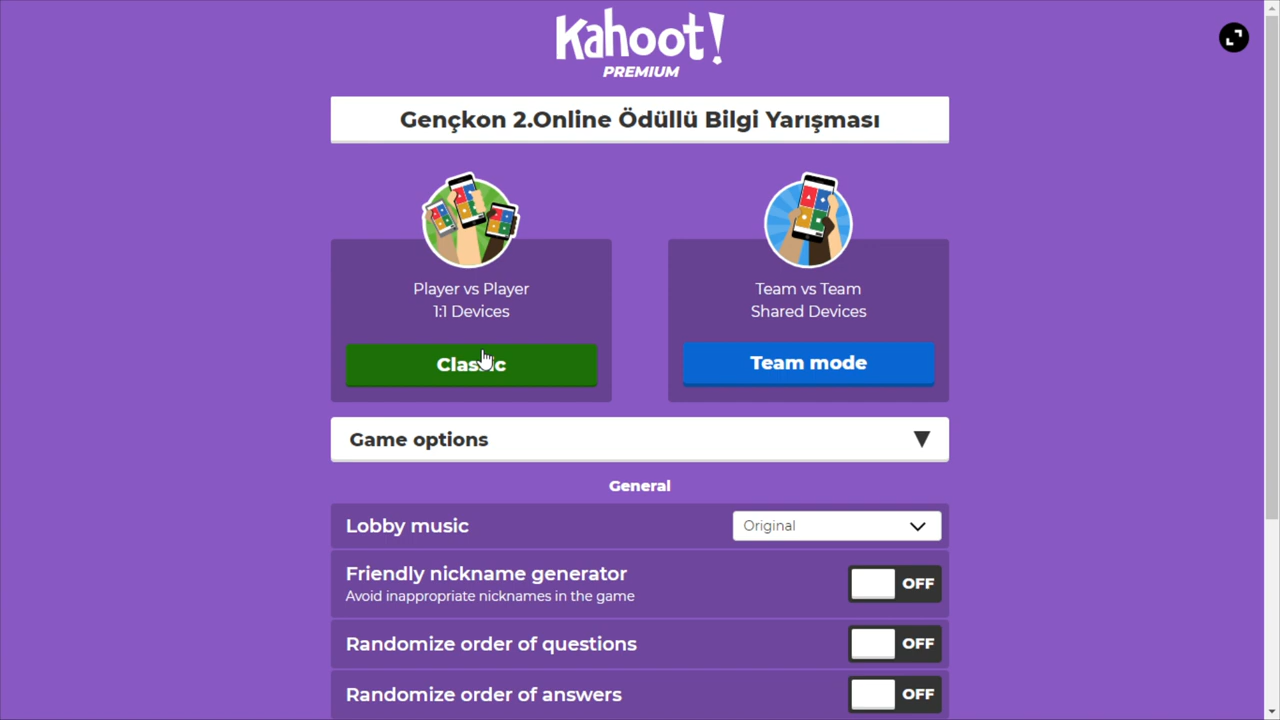 Kahoot!
PREMIUM
Gençkon 2.Online Ödüllü Bilgi Yarışması
Player vs Player
1:1 Devices
Classic
Team vs Team
Shared Devices
Team mode
Game options
General
Lobby music
Original
Friendly nickname generator
Avoid inappropriate nicknames in the game
OFF
Randomize order of questions
OFF
Randomize order of answers
OFF